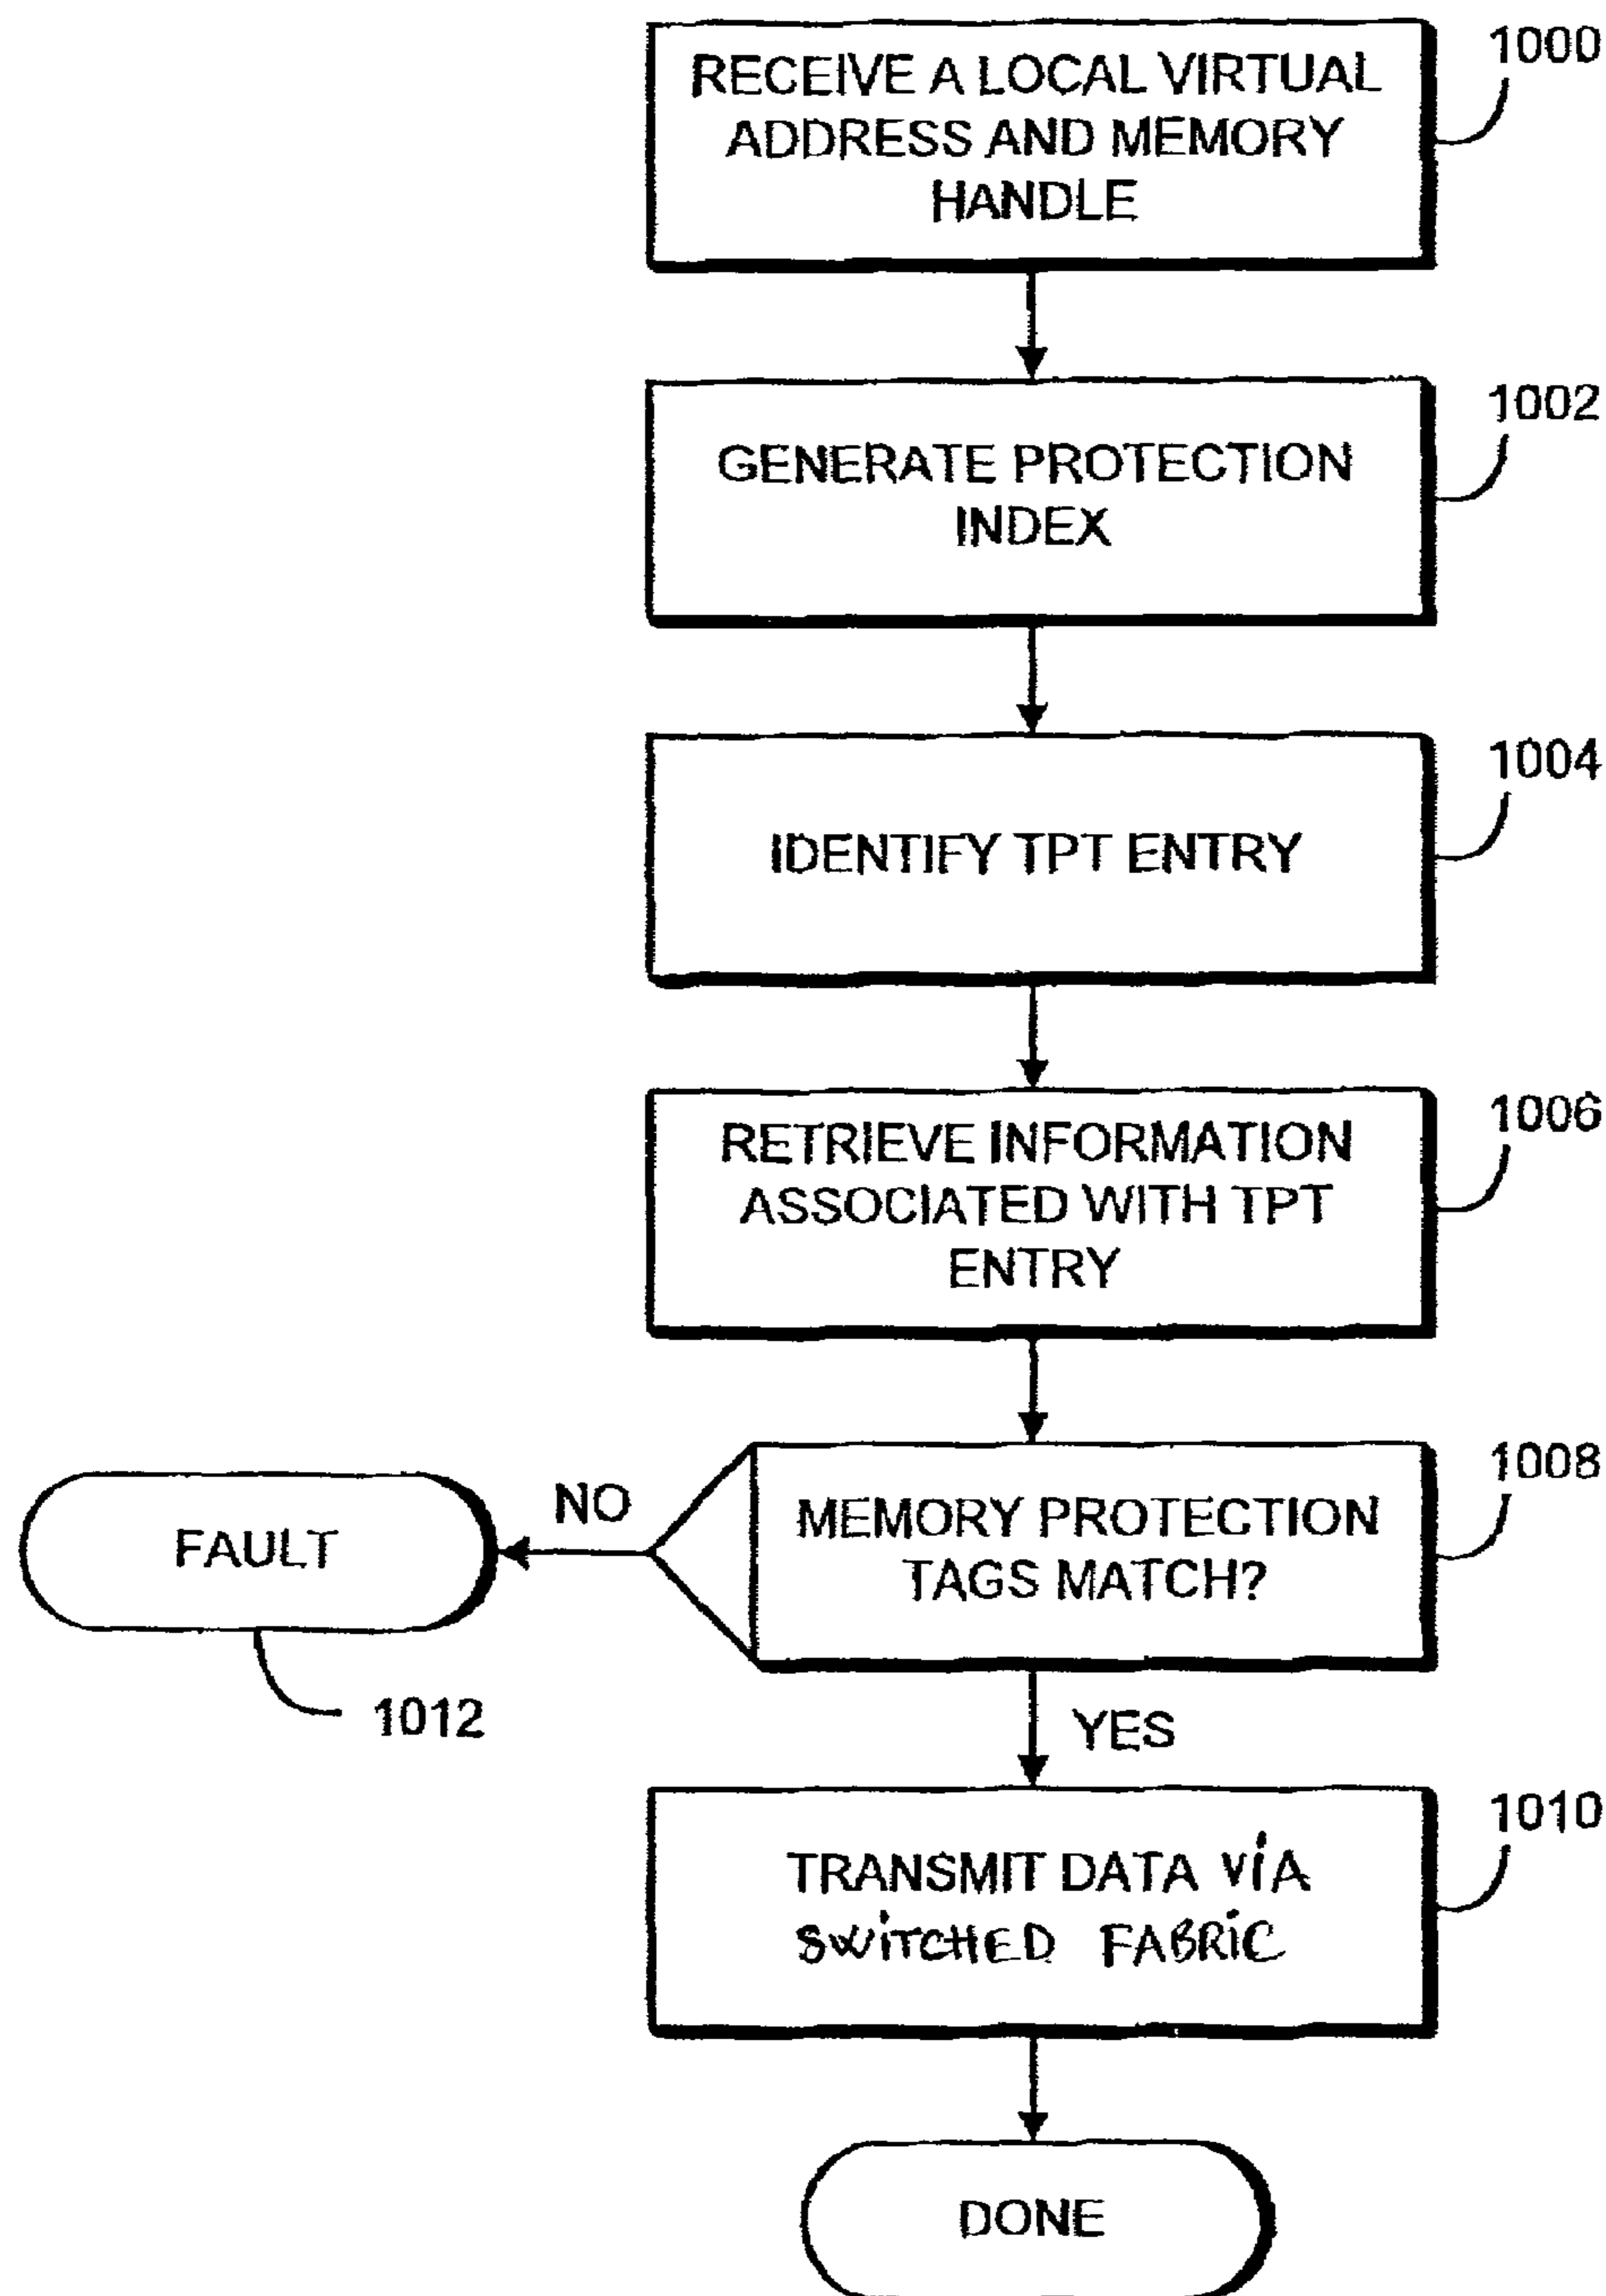 RECEIVE A LOCAL VIRTUAL
ADDRESS AND MEMORY
HANDLE
1000
GENERATE PROTECTION
INDEX
1002
IDENTIFY TPT ENTRY
1004
RETRIEVE INFORMATION
ASSOCIATED WITH TPT
ENTRY
1006
MEMORY PROTECTION
TAGS MATCH?
1008
NO
FAULT
1012
YES
TRANSMIT DATA ViA
SWiTCHED FABRiC
1010
DONE